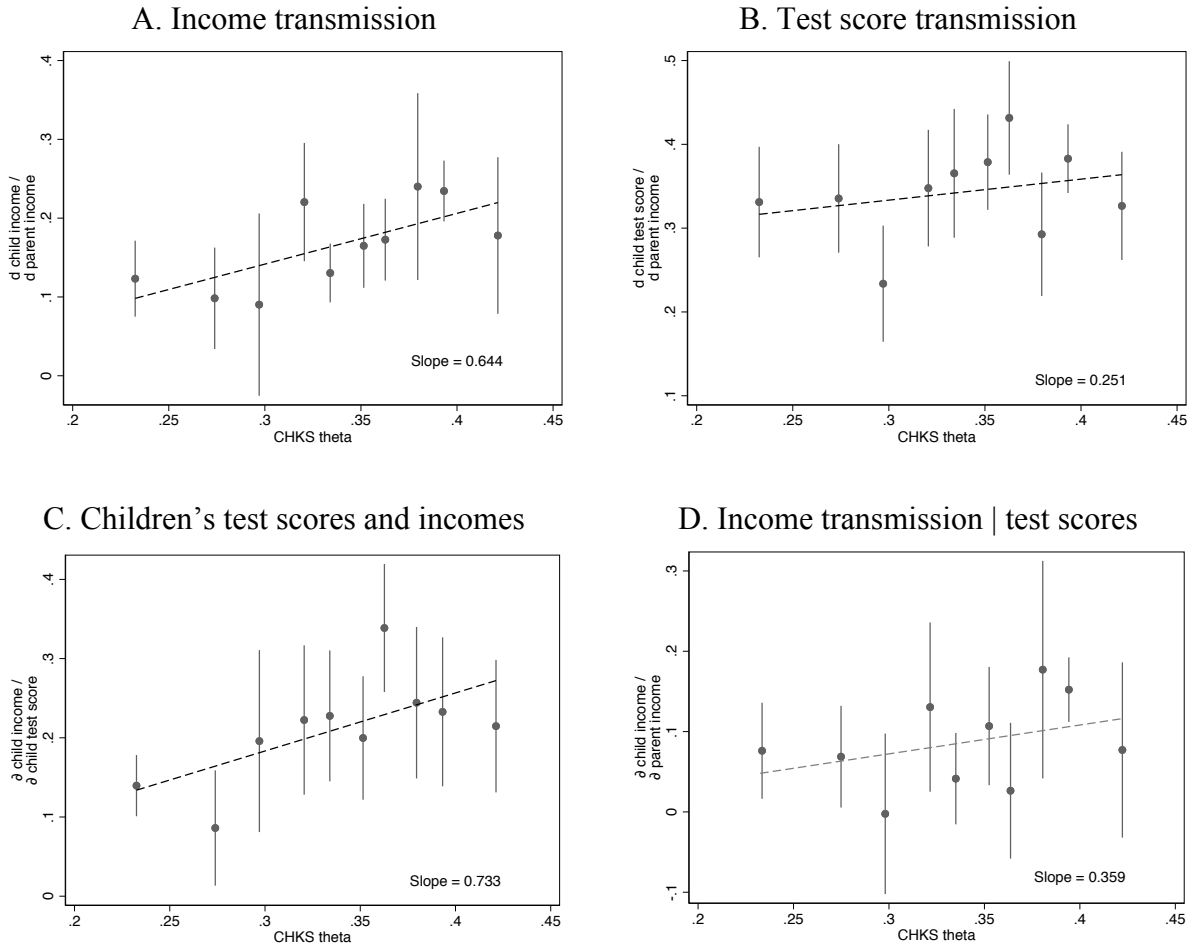 A. Income transmission
d child income /
d parent income
.4
.3
.2
.1
0
Slope = 0.644
.2 .25 .3 .35 .4 .45
CHKS theta
B. Test score transmission
d child test score /
d parent income
.5
.4
.3
.2
.1
Slope = 0.251
.2 .25 .3 .35 .4 .45
CHKS theta
C. Children’s test scores and incomes
∂ child income /
∂ child test score
.4
.3
.2
.1
0
Slope = 0.733
.2 .25 .3 .35 .4 .45
CHKS theta
D. Income transmission | test scores
∂ child income /
∂ parent income
.3
.2
.1
0
-.1
Slope = 0.359
.2 .25 .3 .35 .4 .45
CHKS theta